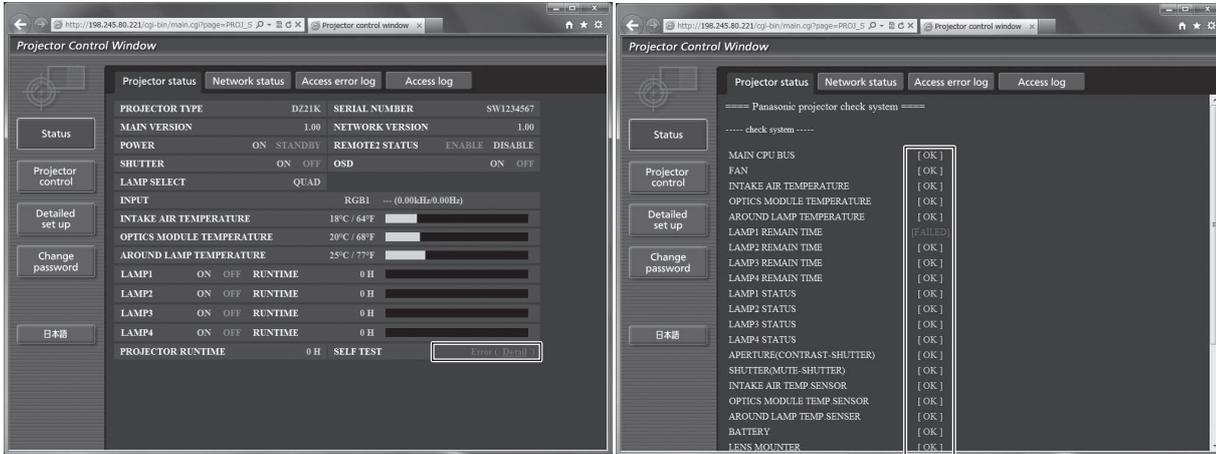 http://198.245.80.221/cgi-bin/main.cgi?page=PROJ_S
Projector control window
Projector Control Window
Projector status Network status Access error log Access log
Status
Projector control
Detailed set up
Change password
日本語
PROJECTOR TYPE DZ21K SERIAL NUMBER SW1234567
MAIN VERSION 1.00 NETWORK VERSION 1.00
POWER ON STANDBY REMOTE2 STATUS ENABLE DISABLE
SHUTTER ON OFF OSD ON OFF
LAMP SELECT QUAD
INPUT RGB1 --- (0.00kHz/0.00Hz)
INTAKE AIR TEMPERATURE 18°C / 64°F
OPTICS MODULE TEMPERATURE 20°C / 68°F
AROUND LAMP TEMPERATURE 25°C / 77°F
LAMP1 ON OFF RUNTIME 0 H
LAMP2 ON OFF RUNTIME 0 H
LAMP3 ON OFF RUNTIME 0 H
LAMP4 ON OFF RUNTIME 0 H
PROJECTOR RUNTIME 0 H SELF TEST Error ( Detail )
http://198.245.80.221/cgi-bin/main.cgi?page=PROJ_S
Projector control window
Projector Control Window
Projector status Network status Access error log Access log
Status
Projector control
Detailed set up
Change password
日本語
==== Panasonic projector check system ====
----- check system -----
MAIN CPU BUS [ OK ]
FAN [ OK ]
INTAKE AIR TEMPERATURE [ OK ]
OPTICS MODULE TEMPERATURE [ OK ]
AROUND LAMP TEMPERATURE [ OK ]
LAMP1 REMAIN TIME [FAILED]
LAMP2 REMAIN TIME [ OK ]
LAMP3 REMAIN TIME [ OK ]
LAMP4 REMAIN TIME [ OK ]
LAMP1 STATUS [ OK ]
LAMP2 STATUS [ OK ]
LAMP3 STATUS [ OK ]
LAMP4 STATUS [ OK ]
APERTURE(CONTRAST-SHUTTER) [ OK ]
SHUTTER(MUTE-SHUTTER) [ OK ]
INTAKE AIR TEMP.SENSOR [ OK ]
OPTICS MODULE TEMP.SENSOR [ OK ]
AROUND LAMP TEMP.SENSER [ OK ]
BATTERY [ OK ]
LENS MOUNTER [ OK ]